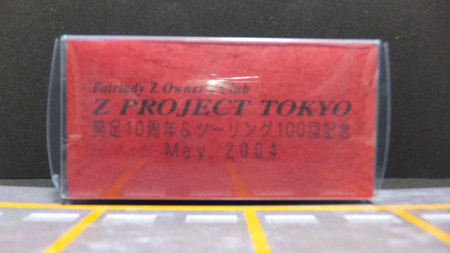 Fairlady Z Owner's Club
Z PROJECT TOKYO
発足10周年&ツーリング100回記念
May, 2004